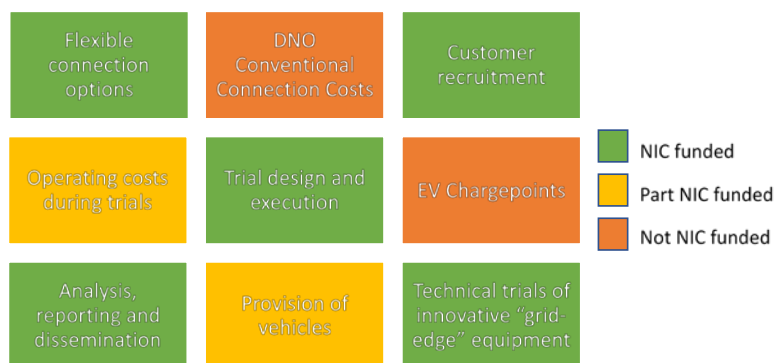 Flexible
connection
options
DNO
Conventional
Connection Costs
Customer
recruitment
Operating costs
during trials
Trial design and
execution
EV Chargepoints
Analysis,
reporting and
dissemination
Provision of
vehicles
Technical trials of
innovative “grid-
edge” equipment
NIC funded
Part NIC funded
Not NIC funded